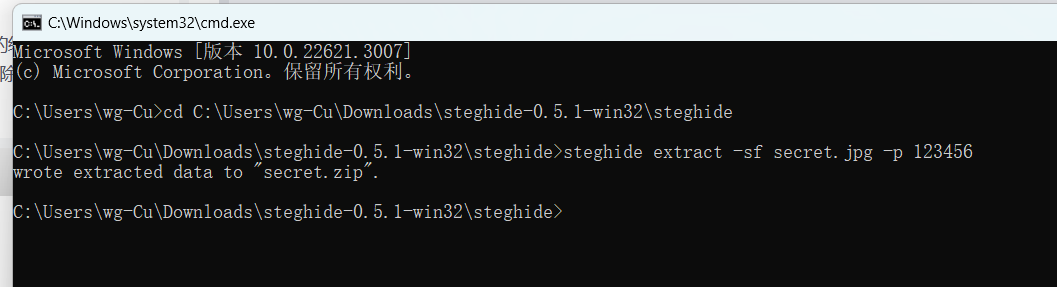 C:\Windows\system32\cmd.exe
Microsoft Windows [版本 10.0.22621.3007]
(c) Microsoft Corporation。保留所有权利。
C:\Users\wg-Cu>cd C:\Users\wg-Cu\Downloads\steghide-0.5.1-win32\steghide
C:\Users\wg-Cu\Downloads\steghide-0.5.1-win32\steghide>steghide extract -sf secret.jpg -p 123456
wrote extracted data to "secret.zip".
C:\Users\wg-Cu\Downloads\steghide-0.5.1-win32\steghide>